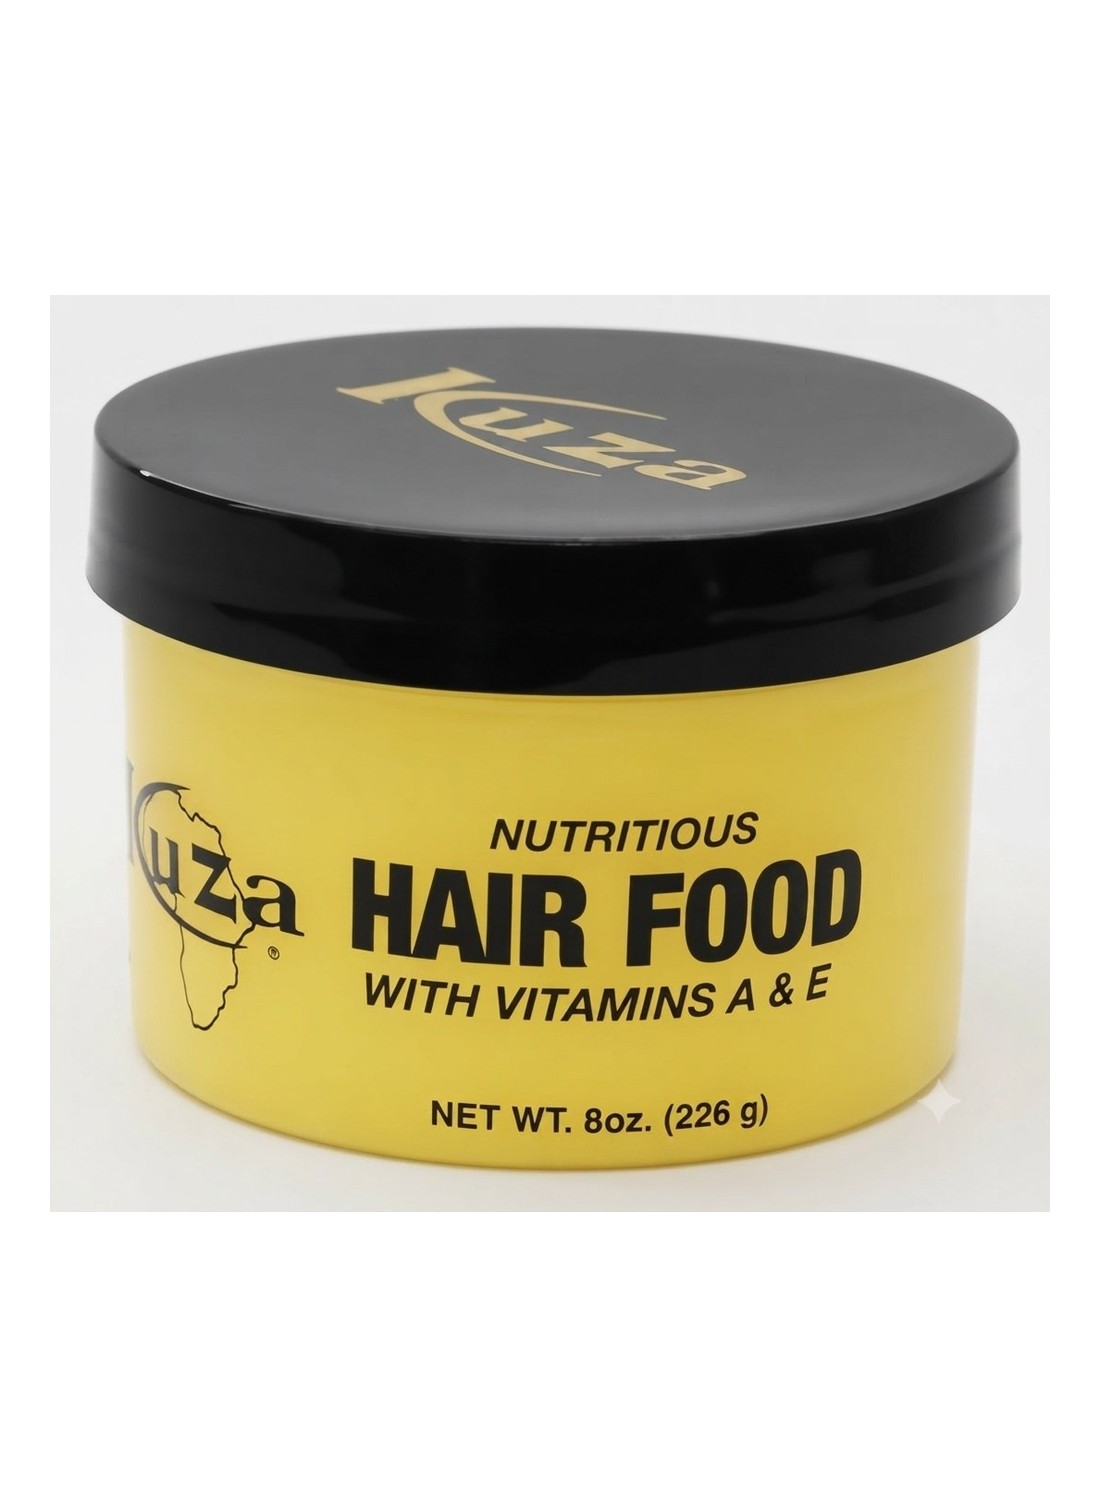 Kuza
Kuza
®
NUTRITIOUS
HAIR FOOD
WITH VITAMINS A & E
NET WT. 8oz. (226 g)